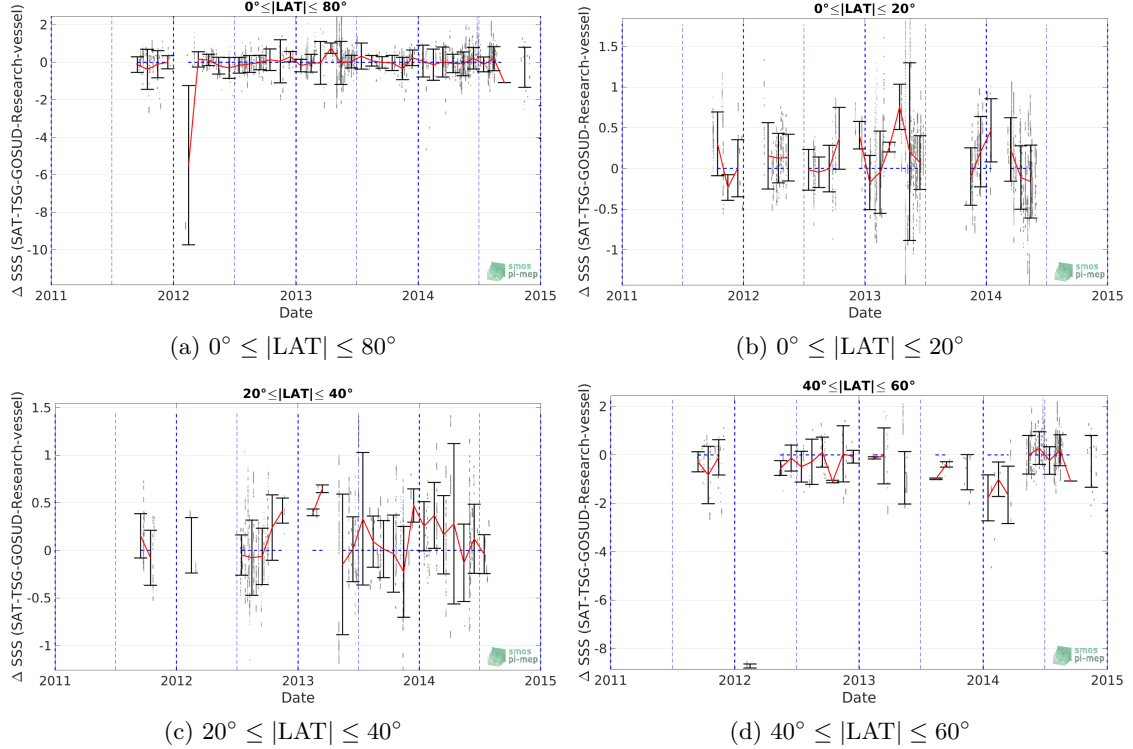 0°≤|LAT|≤ 80°
Δ SSS (SAT-TSG-GOSUD-Research-vessel)
2
0
-2
-4
-6
-8
-10
smos
pi-mep
2011 2012 2013 2014 2015
Date
(a) 0° ≤ |LAT| ≤ 80°
0°≤|LAT|≤ 20°
Δ SSS (SAT-TSG-GOSUD-Research-vessel)
1.5
1
0.5
0
-0.5
-1
smos
pi-mep
2011 2012 2013 2014 2015
Date
(b) 0° ≤ |LAT| ≤ 20°
20°≤|LAT|≤ 40°
Δ SSS (SAT-TSG-GOSUD-Research-vessel)
1.5
1
0.5
0
-0.5
-1
smos
pi-mep
2011 2012 2013 2014 2015
Date
(c) 20° ≤ |LAT| ≤ 40°
40°≤|LAT|≤ 60°
Δ SSS (SAT-TSG-GOSUD-Research-vessel)
2
0
-2
-4
-6
-8
smos
pi-mep
2011 2012 2013 2014 2015
Date
(d) 40° ≤ |LAT| ≤ 60°